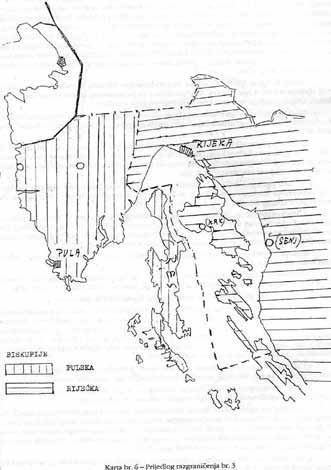 RIJEKA
(KRK)
(SENJ)
PULA
BISKUPIJE
PULSKA
RIJEČKA
Karta br. 6 – Prijedlog razgraničenja br. 3